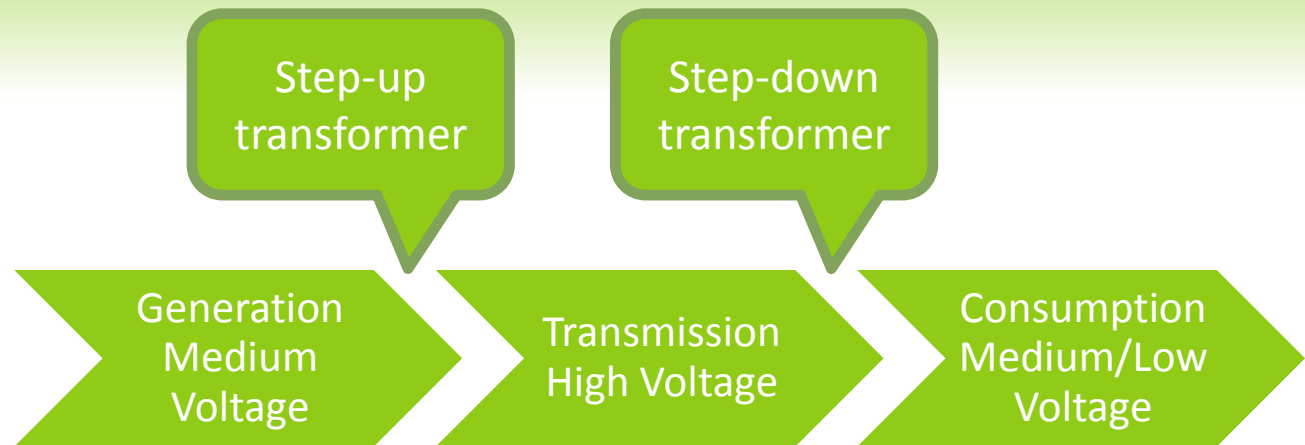 Step-up
transformer
Step-down
transformer
Generation
Medium
Voltage
Transmission
High Voltage
Consumption
Medium/Low
Voltage